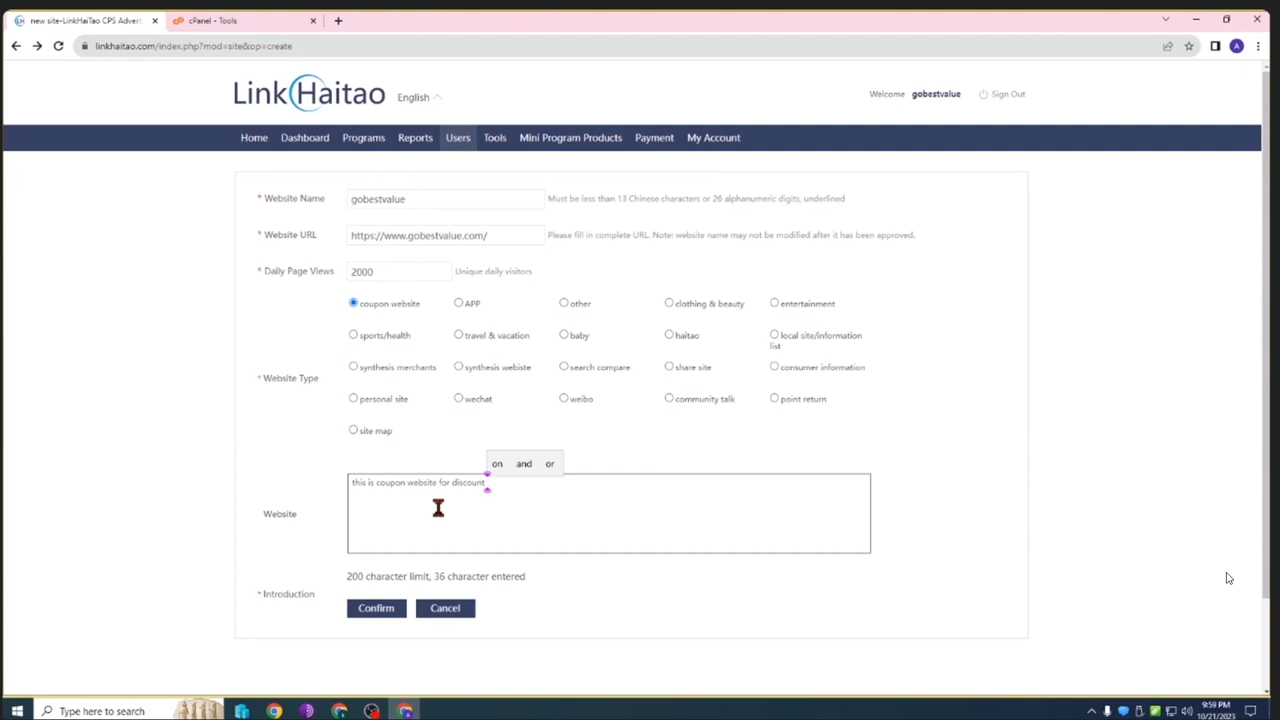 new site-LinkHaiTao CPS Advert
cPanel - Tools
linkhaitao.com/index.php?mod=site&op=create
A
LinkHaitao
English
Welcome gobestvalue
Sign Out
Home
Dashboard
Programs
Reports
Users
Tools
Mini Program Products
Payment
My Account
* Website Name
gobestvalue
Must be less than 13 Chinese characters or 26 alphanumeric digits, underlined
* Website URL
https://www.gobestvalue.com/
Please fill in complete URL. Note: website name may not be modified after it has been approved.
* Daily Page Views
2000
Unique daily visitors
* Website Type
coupon website
APP
other
clothing & beauty
entertainment
sports/health
travel & vacation
baby
haitao
local site/information
list
synthesis merchants
synthesis webiste
search compare
share site
consumer information
personal site
wechat
weibo
community talk
point return
site map
on and or
Website
this is coupon website for discount
200 character limit, 36 character entered
* Introduction
Confirm
Cancel
Type here to search
9:59 PM
10/21/2023